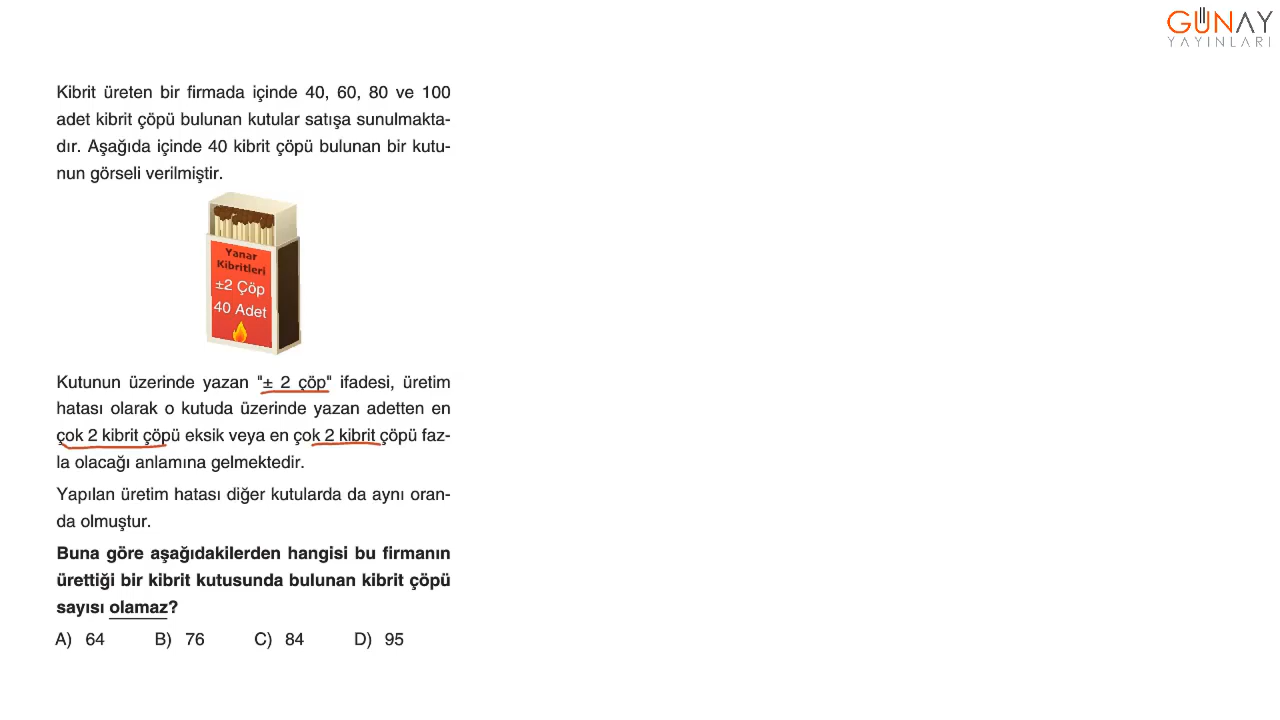 GÜNAY
YAYINLARI
Kibrit üreten bir firmada içinde 40, 60, 80 ve 100
adet kibrit çöpü bulunan kutular satışa sunulmakta-
dır. Aşağıda içinde 40 kibrit çöpü bulunan bir kutu-
nun görseli verilmiştir.
Yanar
Kibritleri
±2 Çöp
40 Adet
Kutunun üzerinde yazan "± 2 çöp" ifadesi, üretim
hatası olarak o kutuda üzerinde yazan adetten en
çok 2 kibrit çöpü eksik veya en çok 2 kibrit çöpü faz-
la olacağı anlamına gelmektedir.
Yapılan üretim hatası diğer kutularda da aynı oran-
da olmuştur.
Buna göre aşağıdakilerden hangisi bu firmanın
ürettiği bir kibrit kutusunda bulunan kibrit çöpü
sayısı olamaz?
A) 64 B) 76 C) 84 D) 95